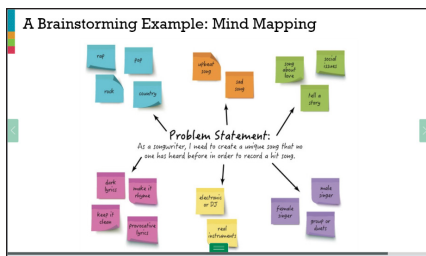 A Brainstorming Example: Mind Mapping
rap
pop
rock
country
upbeat
song
sad
song
song
about
love
social
issues
tell a
story
Problem Statement:
As a songwriter, I need to create a unique song that no
one has heard before in order to record a hit song.
dark
lyrics
make it
rhyme
keep it
clean
provocative
lyrics
electronic
or DJ
real
instruments
male
singer
female
singer
group or
duets